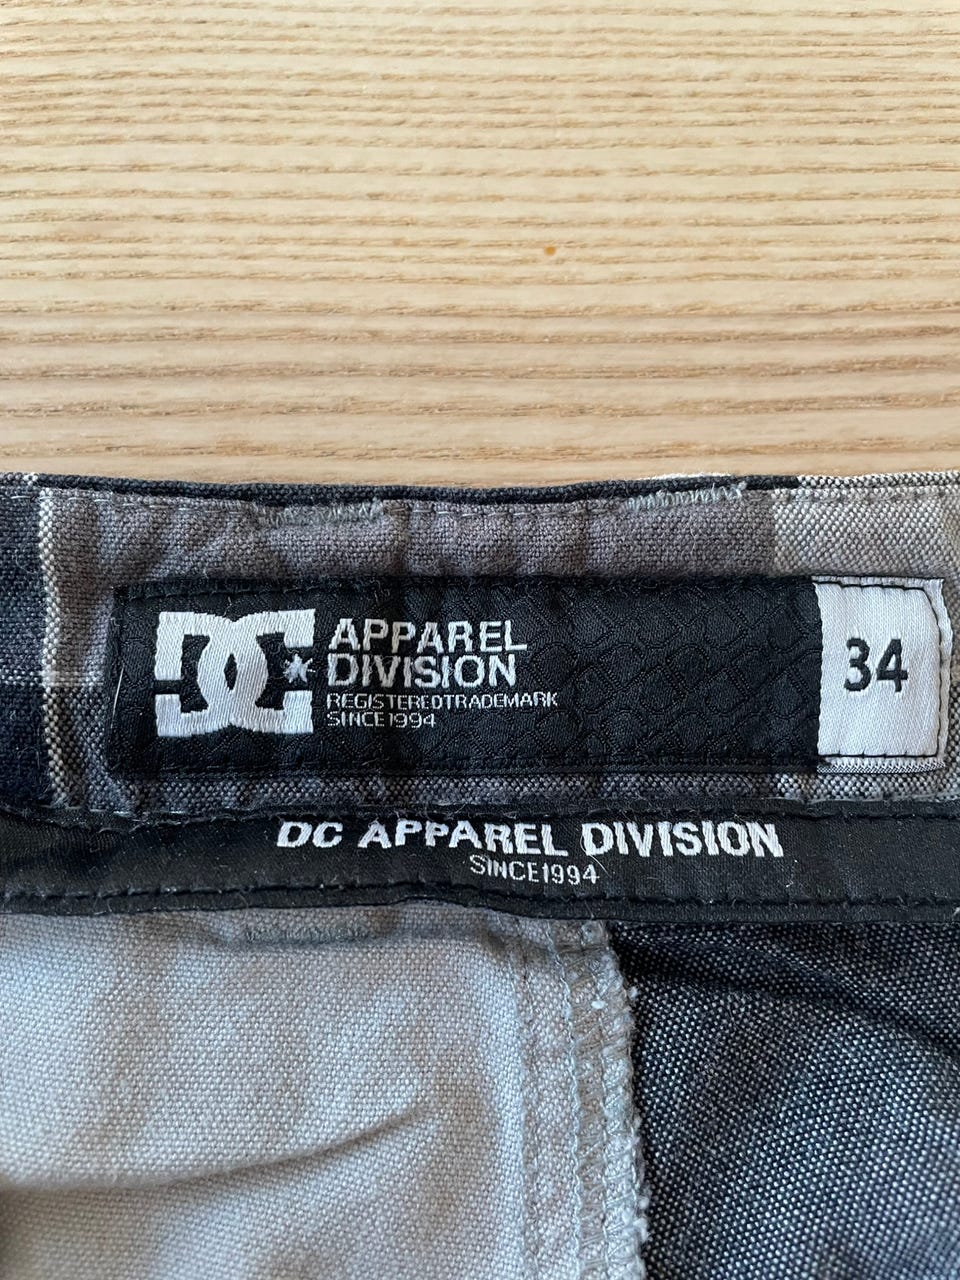 DC
APPAREL
DIVISION
REGISTEREDTRADEMARK
SINCE1994
34
DC APPAREL DIVISION
SINCE1994